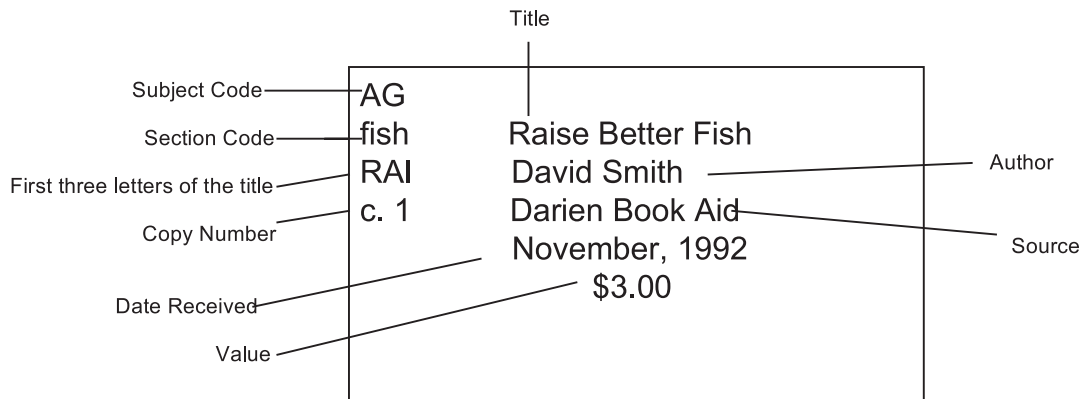 Title
Subject Code
AG
Section Code
fish
Raise Better Fish
First three letters of the title
RAI
David Smith
Author
Copy Number
c. 1
Darien Book Aid
Source
November, 1992
Date Received
$3.00
Value